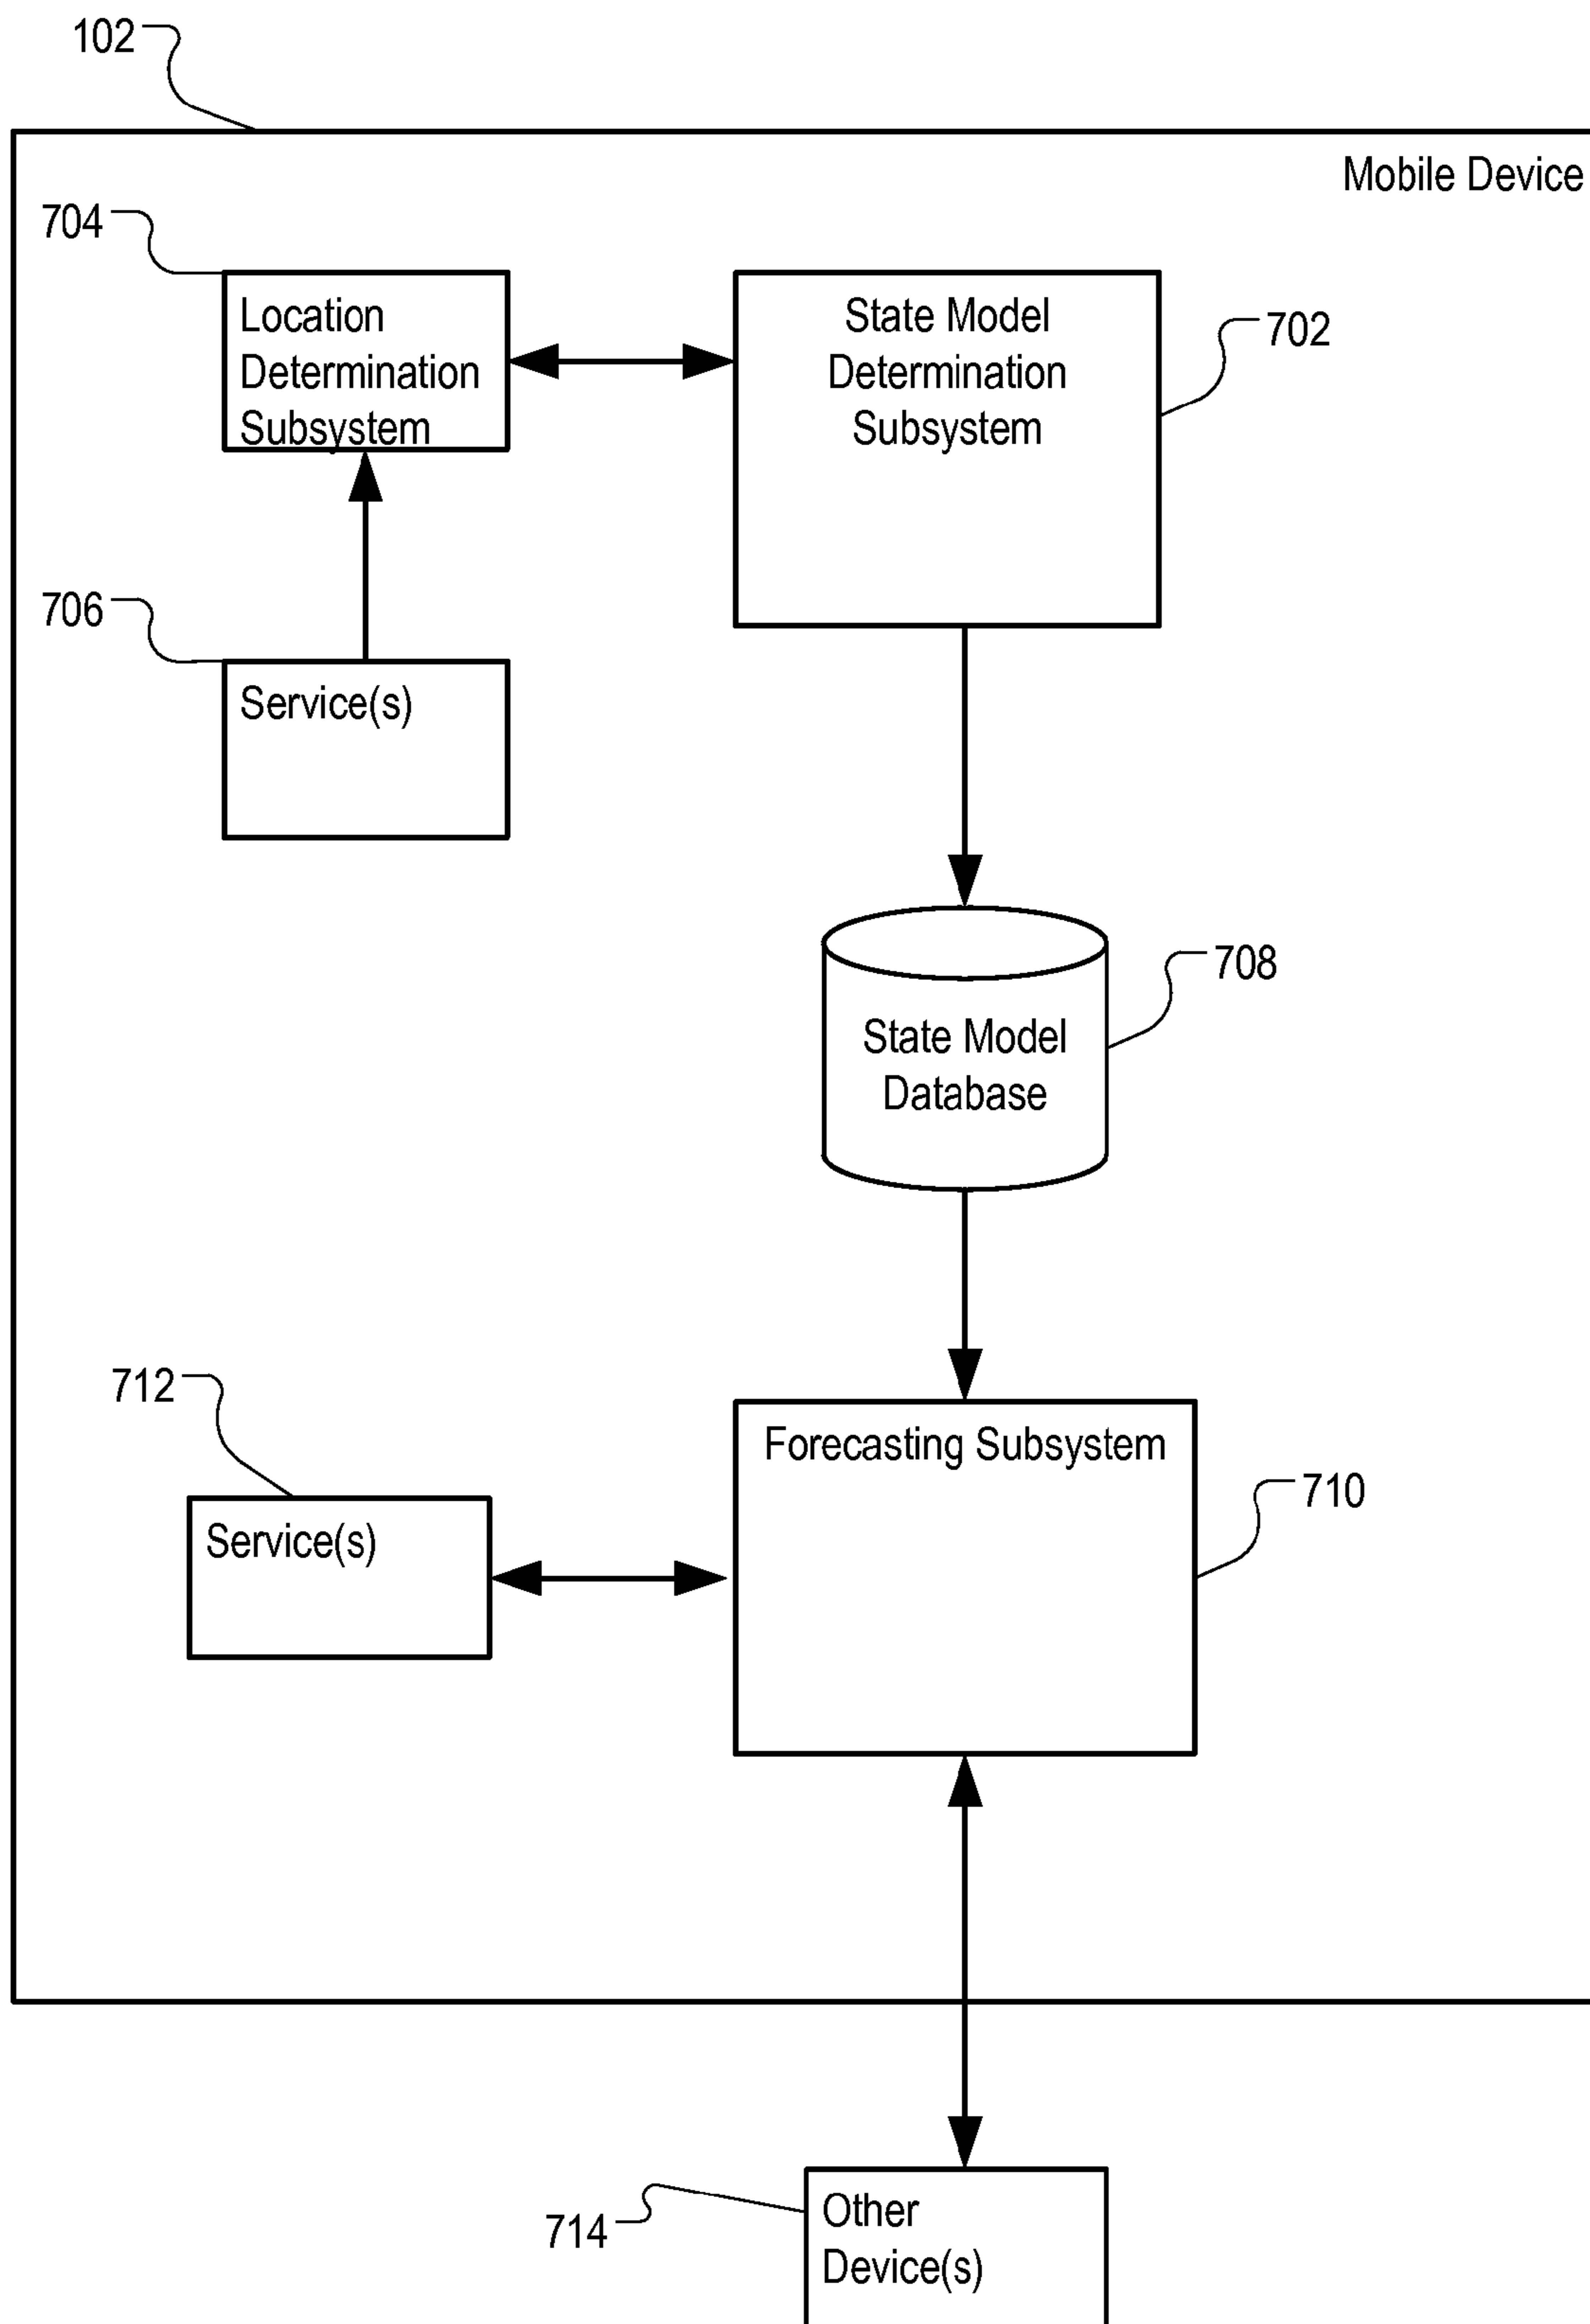 102
Mobile Device
704
Location
Determination
Subsystem
State Model
Determination
Subsystem
702
706
Service(s)
708
State Model
Database
712
Forecasting Subsystem
710
Service(s)
714
Other
Device(s)